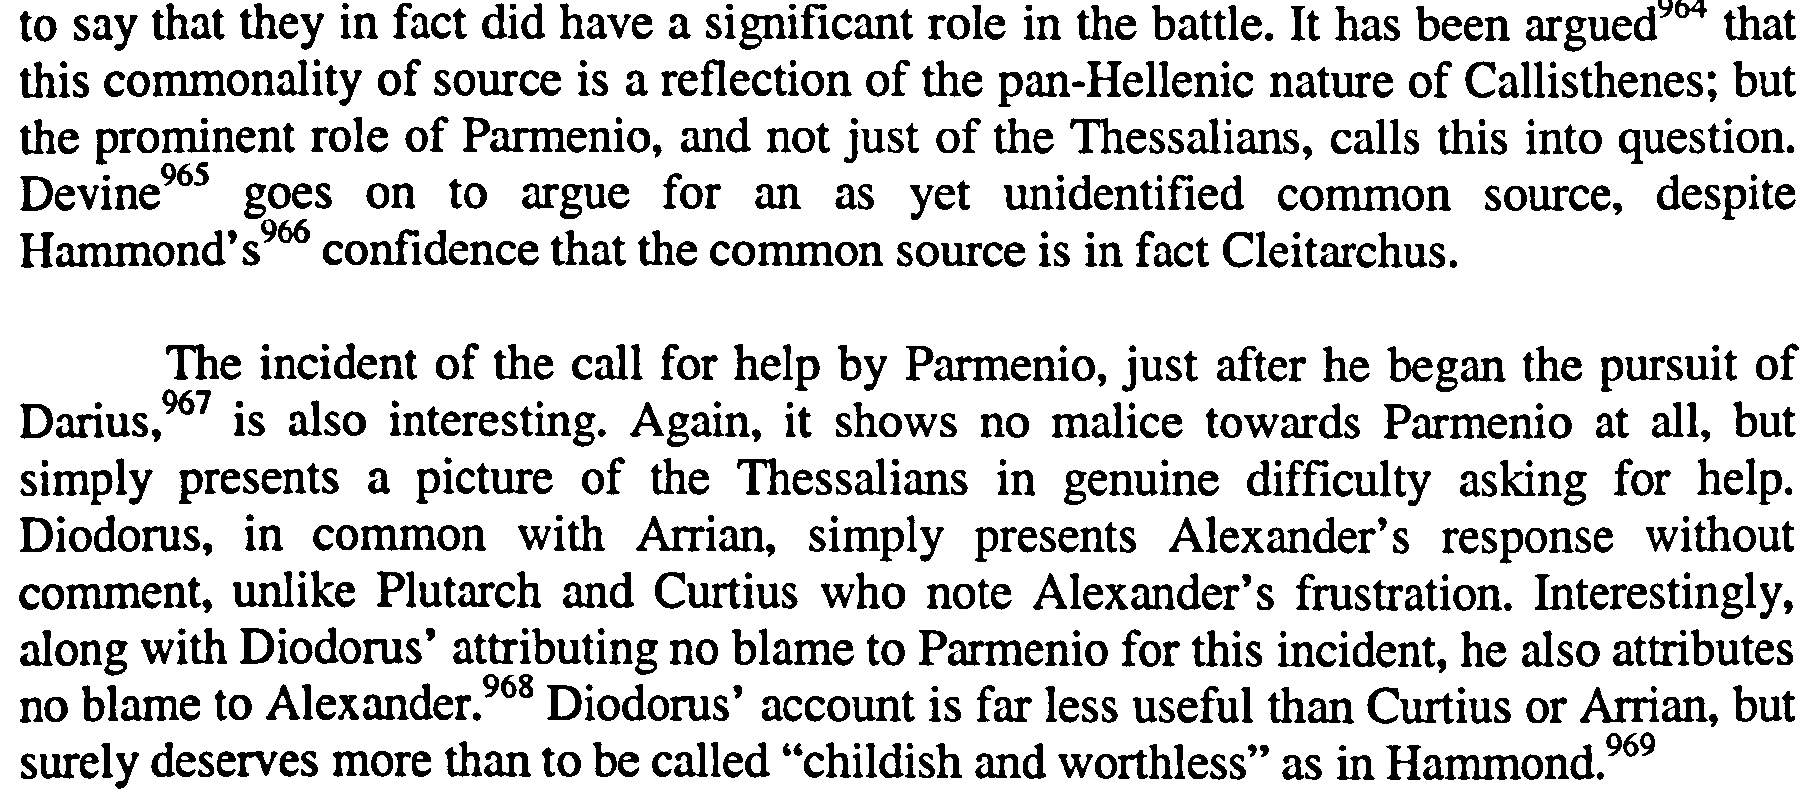 to say that they in fact did have a significant role in the battle. It has been argued964 that
this commonality of source is a reflection of the pan-Hellenic nature of Callisthenes; but
the prominent role of Parmenio, and not just of the Thessalians, calls this into question.
Devine965 goes on to argue for an as yet unidentified common source, despite
Hammond's966 confidence that the common source is in fact Cleitarchus.
The incident of the call for help by Parmenio, just after he began the pursuit of
Darius,967 is also interesting. Again, it shows no malice towards Parmenio at all, but
simply presents a picture of the Thessalians in genuine difficulty asking for help.
Diodorus, in common with Arrian, simply presents Alexander's response without
comment, unlike Plutarch and Curtius who note Alexander's frustration. Interestingly,
along with Diodorus' attributing no blame to Parmenio for this incident, he also attributes
no blame to Alexander.968 Diodorus' account is far less useful than Curtius or Arrian, but
surely deserves more than to be called “childish and worthless” as in Hammond.969